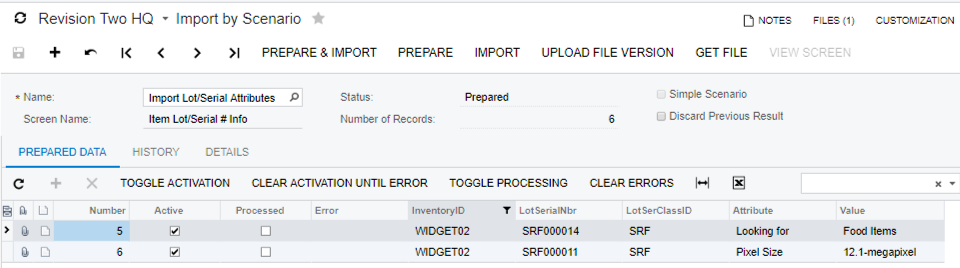 Revision Two HQ Import by Scenario NOTES FILES (1) CUSTOMIZATION
PREPARE & IMPORT PREPARE IMPORT UPLOAD FILE VERSION GET FILE VIEW SCREEN
* Name: Import Lot/Serial Attributes Status: Prepared Simple Scenario
Screen Name: Item Lot/Serial # Info Number of Records: 6 Discard Previous Result
PREPARED DATA HISTORY DETAILS
TOGGLE ACTIVATION CLEAR ACTIVATION UNTIL ERROR TOGGLE PROCESSING CLEAR ERRORS
Number Active Processed Error InventoryID LotSerialNbr LotSerClassID Attribute Value
5 WIDGET02 SRF000014 SRF Looking for Food Items
6 WIDGET02 SRF000011 SRF Pixel Size 12.1-megapixel